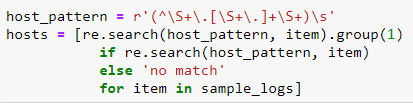 host_pattern = r'(^\S+\.[\S+\.]+\S+)\s'
hosts = [re.search(host_pattern, item).group(1)
if re.search(host_pattern, item)
else 'no match'
for item in sample_logs]